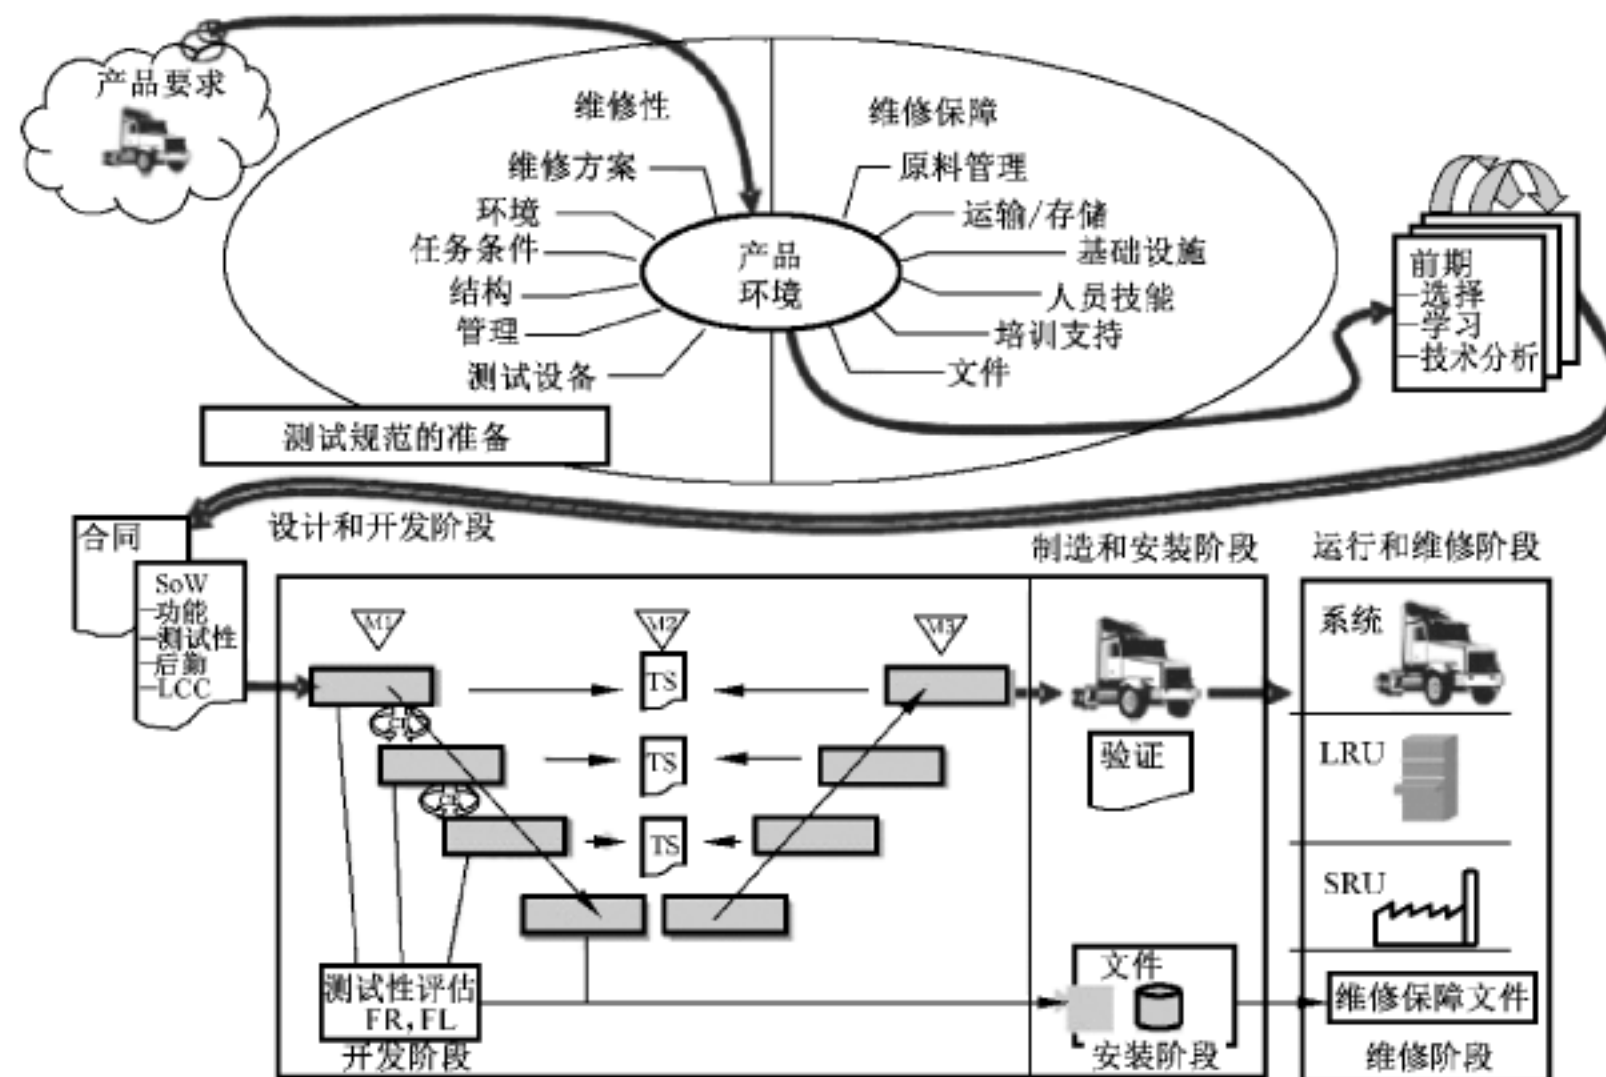 产品要求
维修性
维修保障
维修方案
原料管理
环境
运输/存储
任务条件
基础设施
结构
人员技能
管理
培训支持
测试设备
文件
产品
环境
测试规范的准备
前期
选择
学习
技术分析
合同
SoW
功能
测试性
后勤
LCC
设计和开发阶段
制造和安装阶段
运行和维修阶段
M1
M2
M3
TS
TS
TS
测试性评估
FR,FL
开发阶段
验证
文件
安装阶段
系统
LRU
SRU
维修保障文件
维修阶段